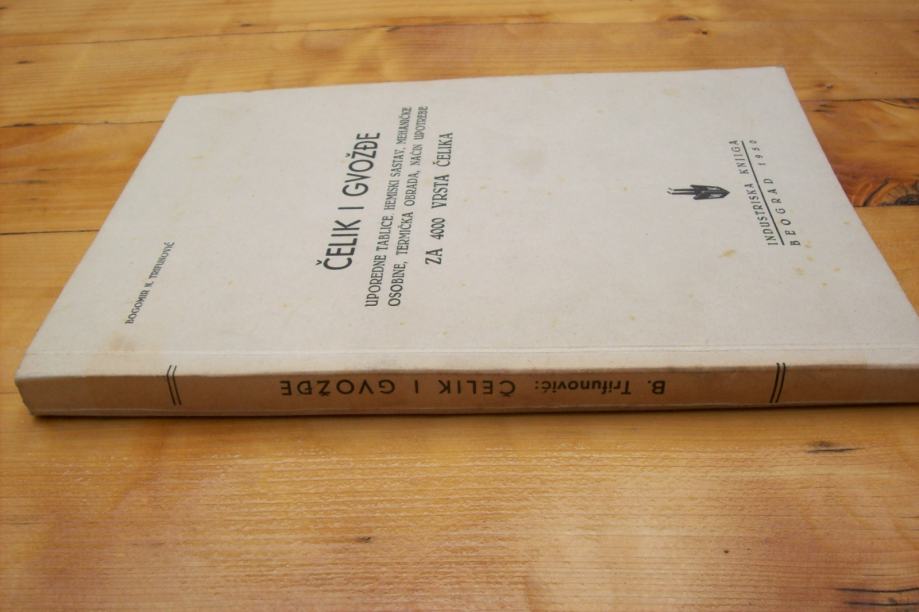 BOGOMIR N. TRIFUNOVIĆ
ČELIK I GVOŽĐE
UPOREDNE TABLICE, HEMISKI SASTAV, MEHANIČKE
OSOBINE, TERMIČKA OBRADA, NAČIN UPOTREBE
ZA 4000 VRSTA ČELIKA
INDUSTRISKA KNJIGA
BEOGRAD 1950
B. Trifunović: ČELIK I GVOŽĐE